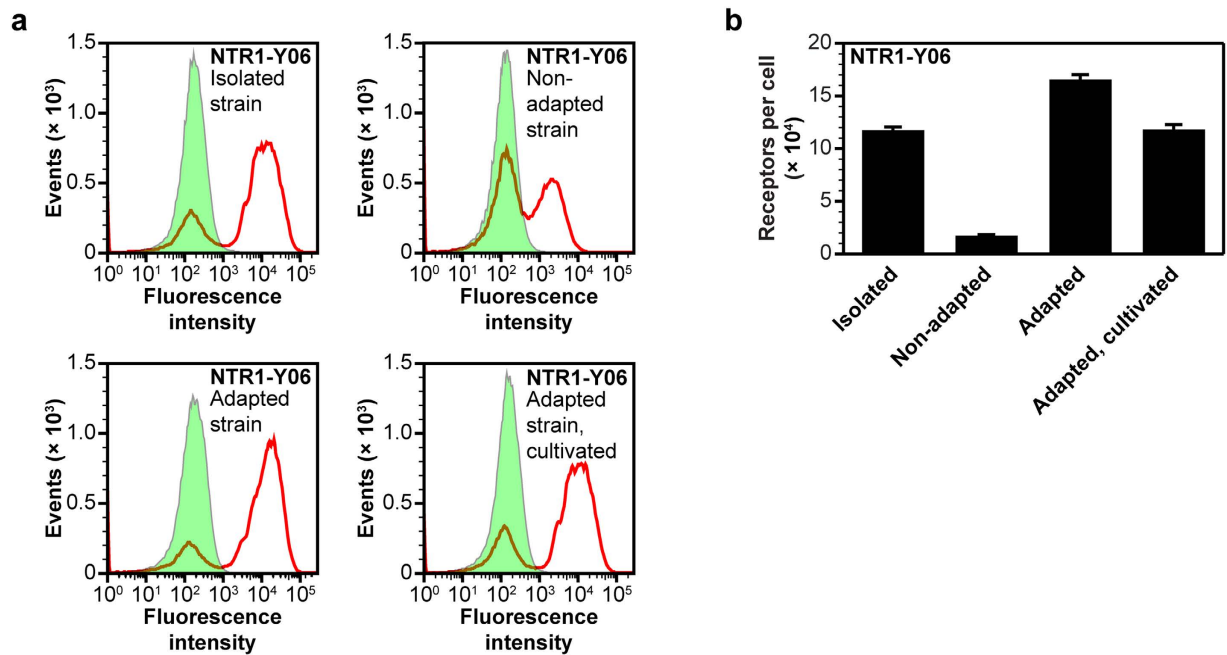 a
NTR1-Y06
Isolated
strain
Events (× 10³)
1.5
1.0
0.5
0
10⁰ 10¹ 10² 10³ 10⁴ 10⁵
Fluorescence
intensity
NTR1-Y06
Non-
adapted
strain
Events (× 10³)
1.5
1.0
0.5
0
10⁰ 10¹ 10² 10³ 10⁴ 10⁵
Fluorescence
intensity
NTR1-Y06
Adapted
strain
Events (× 10³)
1.5
1.0
0.5
0
10⁰ 10¹ 10² 10³ 10⁴ 10⁵
Fluorescence
intensity
NTR1-Y06
Adapted
strain,
cultivated
Events (× 10³)
1.5
1.0
0.5
0
10⁰ 10¹ 10² 10³ 10⁴ 10⁵
Fluorescence
intensity
b
NTR1-Y06
Receptors per cell
(× 10⁴)
20
15
10
5
0
Isolated
Non-adapted
Adapted
Adapted, cultivated